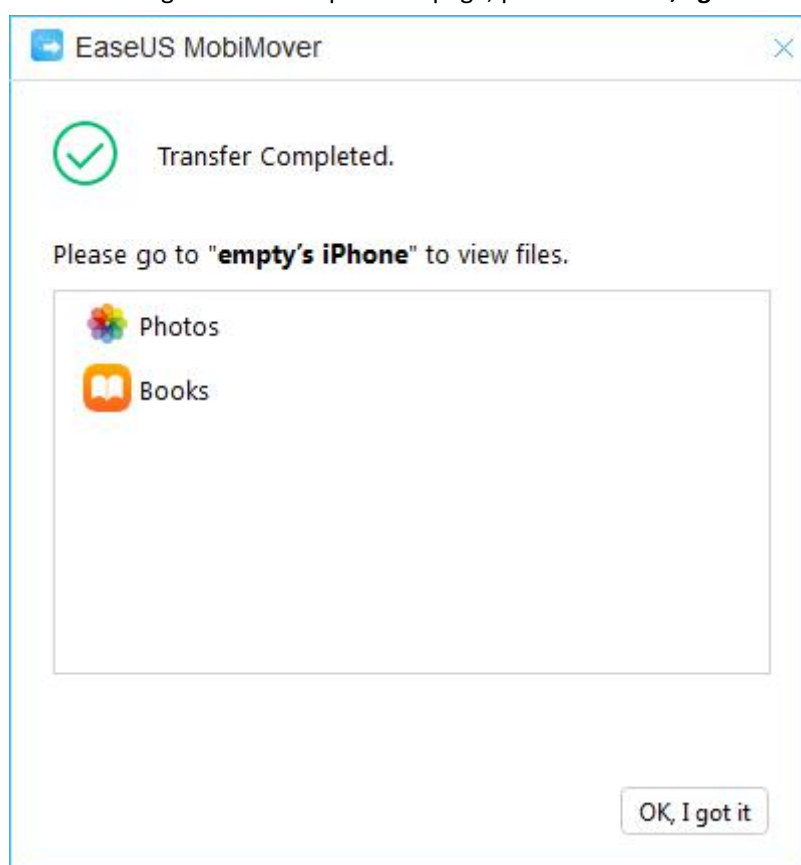 EaseUS MobiMover
Transfer Completed.
Please go to "empty's iPhone" to view files.
Photos
Books
OK, I got it